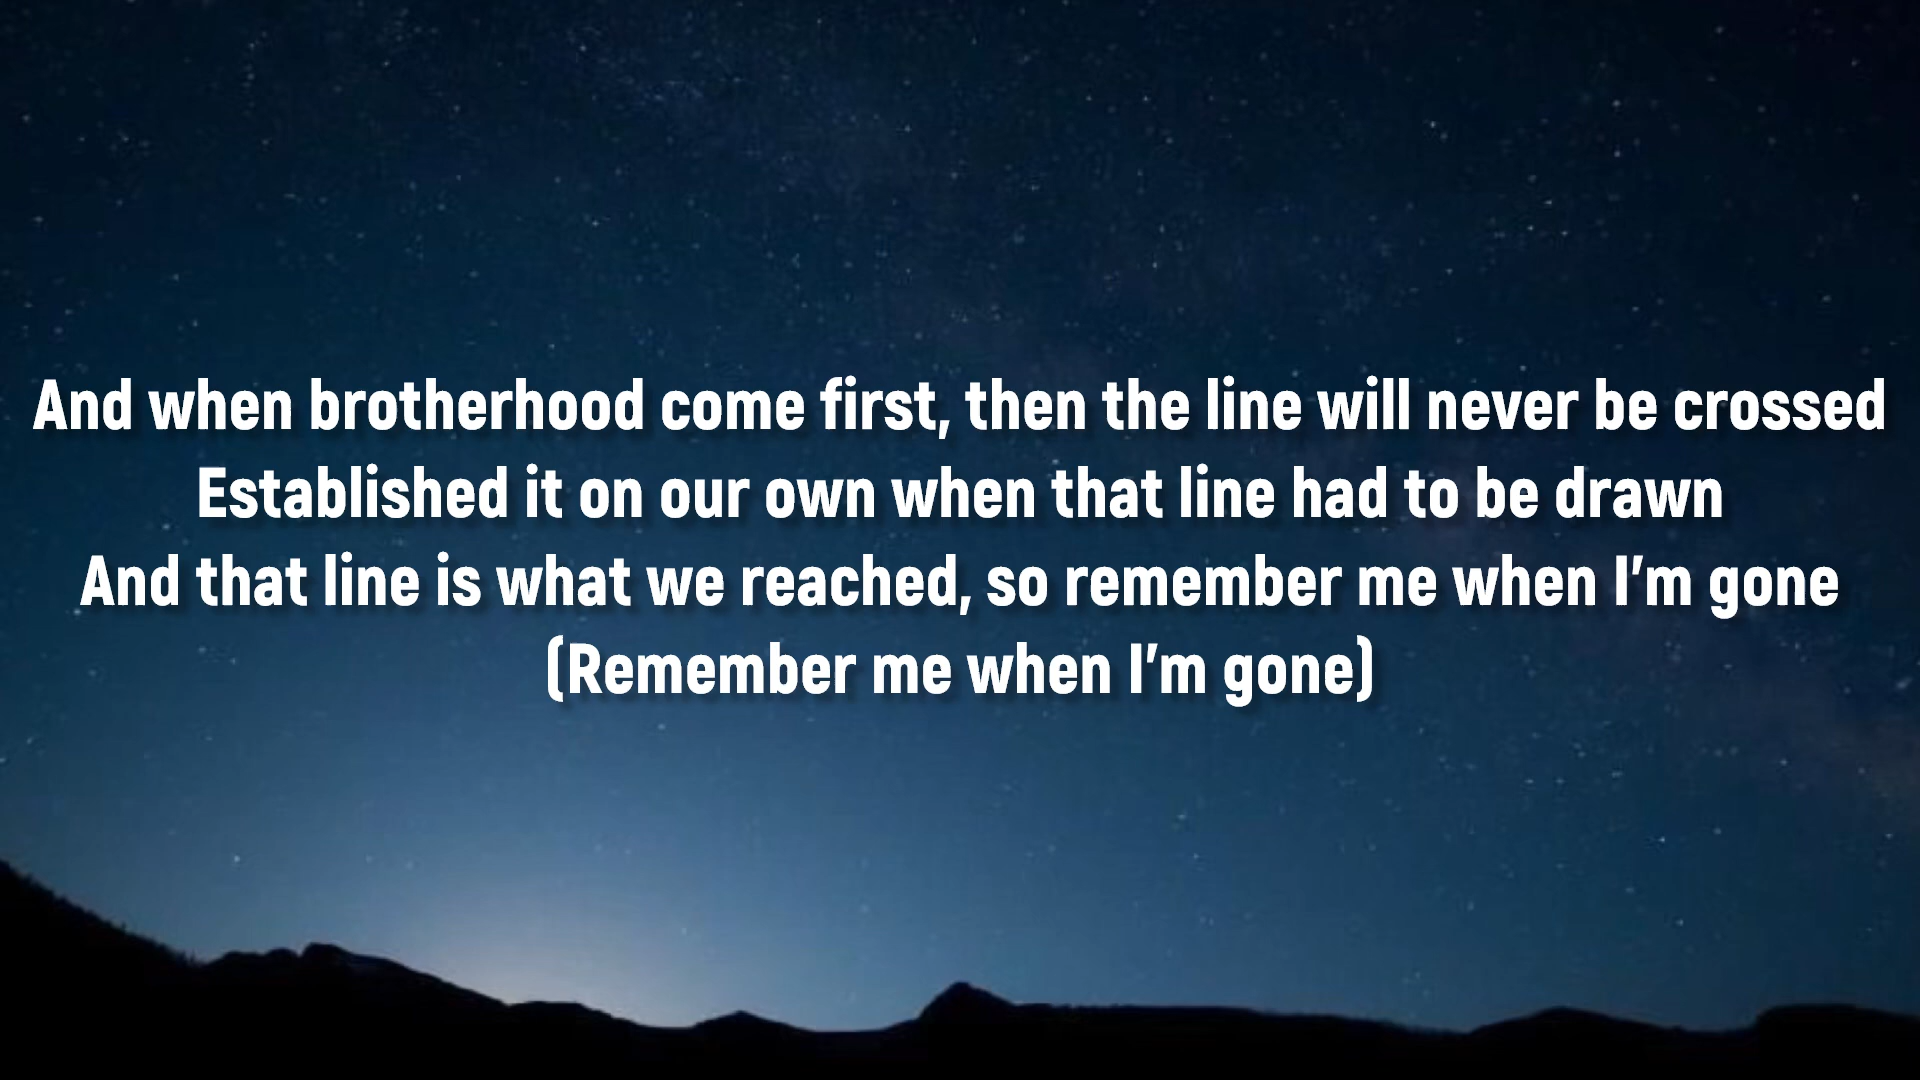 And when brotherhood come first, then the line will never be crossed
Established it on our own when that line had to be drawn
And that line is what we reached, so remember me when I'm gone
(Remember me when I'm gone)